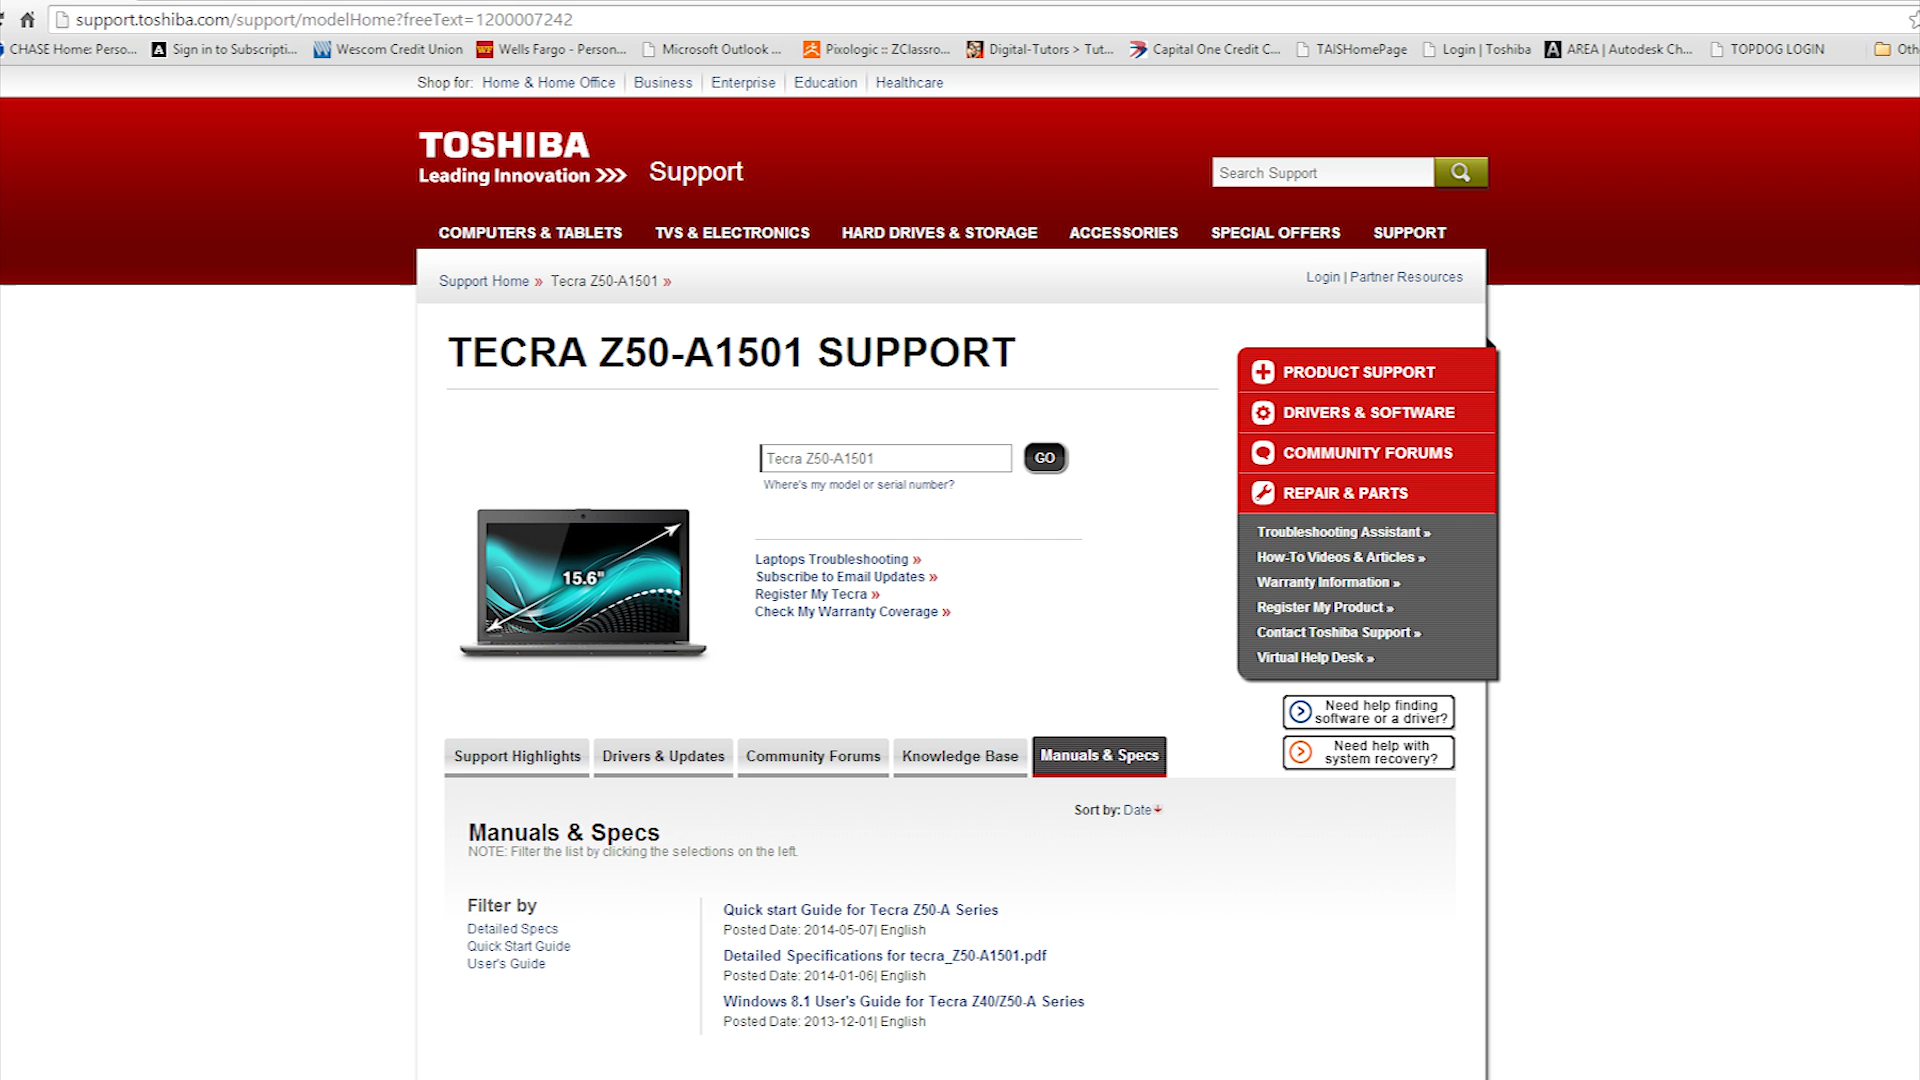 support.toshiba.com/support/modelHome?freeText=1200007242
CHASE Home: Perso... Sign in to Subscripti... Wescom Credit Union Wells Fargo - Person... Microsoft Outlook ... Pixologic :: ZClassro... Digital-Tutors > Tut... Capital One Credit C... TAISHomePage Login | Toshiba AREA | Autodesk Ch... TOPDOG LOGIN Oth
Shop for: Home & Home Office Business Enterprise Education Healthcare
TOSHIBA
Leading Innovation >>> Support
Search Support
COMPUTERS & TABLETS TVS & ELECTRONICS HARD DRIVES & STORAGE ACCESSORIES SPECIAL OFFERS SUPPORT
Support Home » Tecra Z50-A1501 »
Login | Partner Resources
TECRA Z50-A1501 SUPPORT
Tecra Z50-A1501 GO
Where's my model or serial number?
15.6"
Laptops Troubleshooting »
Subscribe to Email Updates »
Register My Tecra »
Check My Warranty Coverage »
PRODUCT SUPPORT
DRIVERS & SOFTWARE
COMMUNITY FORUMS
REPAIR & PARTS
Troubleshooting Assistant »
How-To Videos & Articles »
Warranty Information »
Register My Product »
Contact Toshiba Support »
Virtual Help Desk »
Need help finding
software or a driver?
Need help with
system recovery?
Support Highlights Drivers & Updates Community Forums Knowledge Base Manuals & Specs
Sort by: Date
Manuals & Specs
NOTE: Filter the list by clicking the selections on the left.
Filter by
Detailed Specs
Quick Start Guide
User's Guide
Quick start Guide for Tecra Z50-A Series
Posted Date: 2014-05-07| English
Detailed Specifications for tecra_Z50-A1501.pdf
Posted Date: 2014-01-06| English
Windows 8.1 User's Guide for Tecra Z40/Z50-A Series
Posted Date: 2013-12-01| English